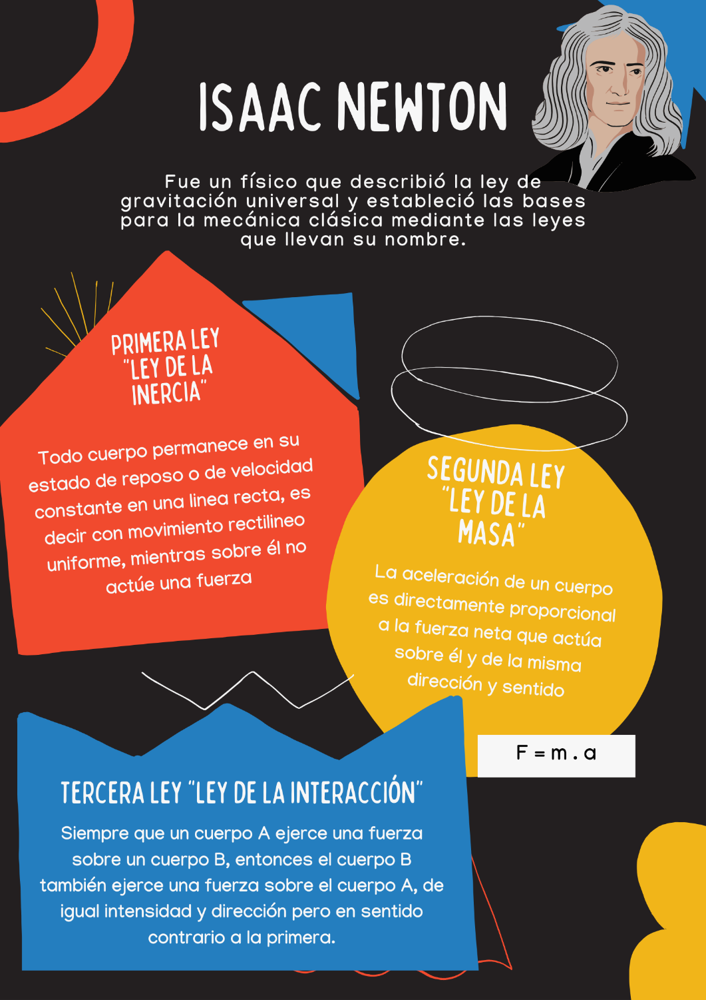 ISAAC NEWTON
Fue un físico que describió la ley de
gravitación universal y estableció las bases
para la mecánica clásica mediante las leyes
que llevan su nombre.
PRIMERA LEY
"LEY DE LA
INERCIA"
Todo cuerpo permanece en su
estado de reposo o de velocidad
constante en una linea recta, es
decir con movimiento rectilineo
uniforme, mientras sobre él no
actúe una fuerza
SEGUNDA LEY
"LEY DE LA
MASA"
La aceleración de un cuerpo
es directamente proporcional
a la fuerza neta que actúa
sobre él y de la misma
dirección y sentido
F = m . a
TERCERA LEY "LEY DE LA INTERACCIÓN"
Siempre que un cuerpo A ejerce una fuerza
sobre un cuerpo B, entonces el cuerpo B
también ejerce una fuerza sobre el cuerpo A, de
igual intensidad y dirección pero en sentido
contrario a la primera.